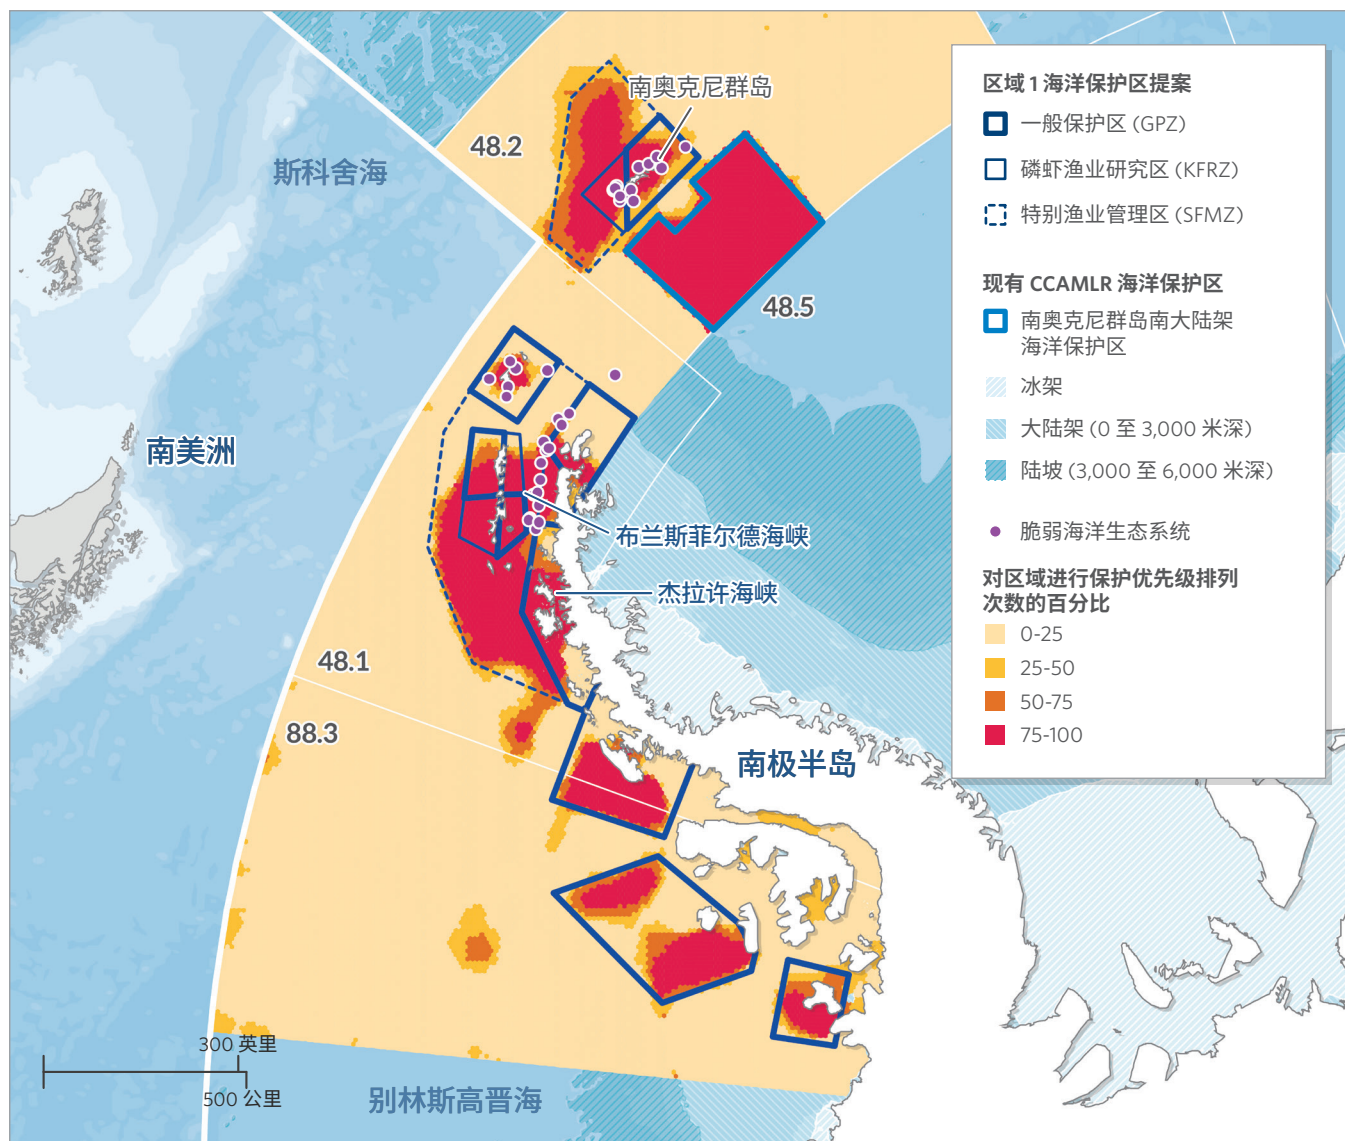 南奥克尼群岛
48.2
斯科舍海
48.5
南美洲
布兰斯菲尔德海峡
杰拉许海峡
48.1
88.3
南极半岛
300 英里
500 公里
别林斯高晋海
区域 1 海洋保护区提案
一般保护区 (GPZ)
磷虾渔业研究区 (KFRZ)
特别渔业管理区 (SFMZ)
现有 CCAMLR 海洋保护区
南奥克尼群岛南大陆架
海洋保护区
冰架
大陆架 (0 至 3,000 米深)
陆坡 (3,000 至 6,000 米深)
脆弱海洋生态系统
对区域进行保护优先级排列
次数的百分比
0-25
25-50
50-75
75-100